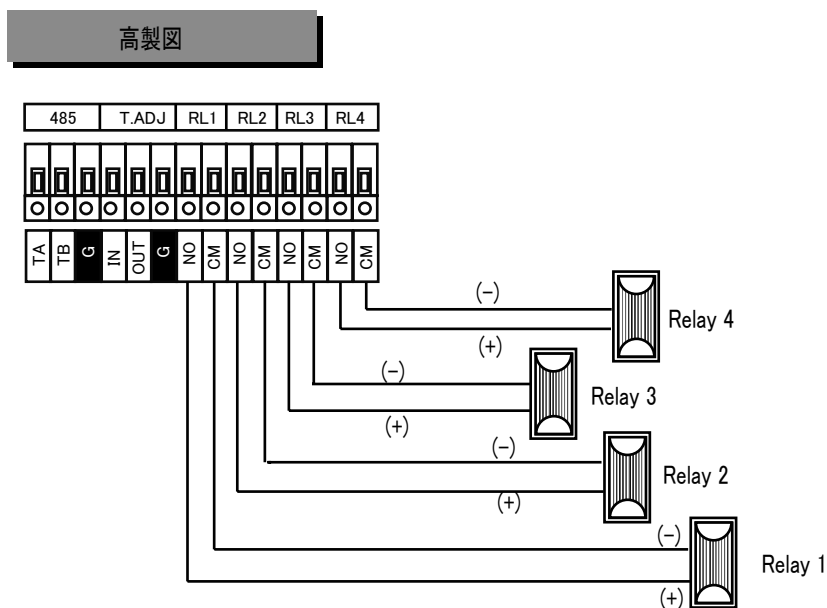 高製図
485 T.ADJ RL1 RL2 RL3 RL4
TA TB G IN OUT G NO CM NO CM NO CM NO CM
(-)
Relay 4
(+)
(-)
Relay 3
(+)
(-)
Relay 2
(+)
(-)
Relay 1
(+)